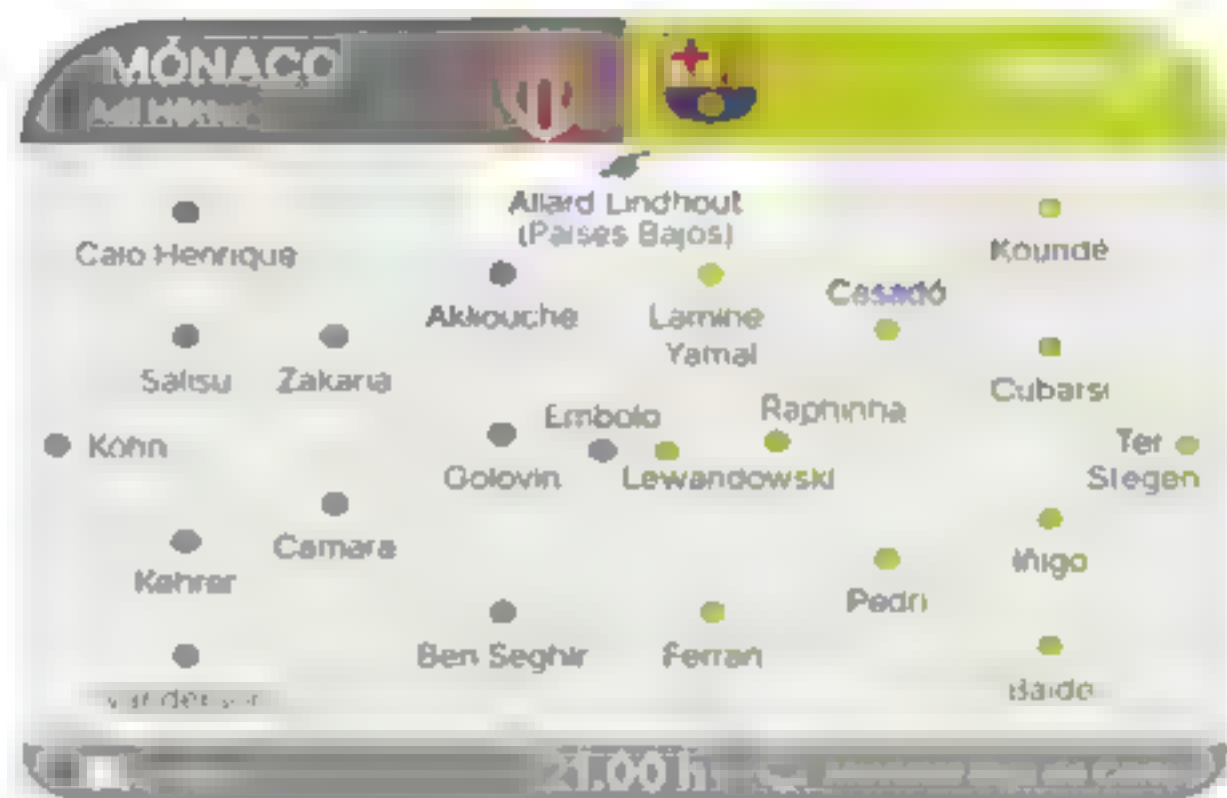 MÓNACO
Allard Lindhout
(Países Bajos)
Caio Henrique
Koundé
Akliouche
Lamine
Yamal
Casadó
Salisu
Zakaria
Cubarsí
Embolo
Raphinha
Köhn
Golovin
Lewandowski
Ter
Stegen
Camara
Kehrer
Iñigo
Pedri
Ben Seghir
Ferran
Balde
21.00 h